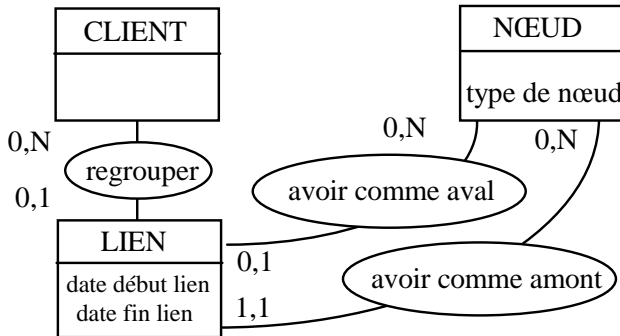 CLIENT
NŒUD
type de nœud
0,N
0,N
0,N
regrouper
avoir comme aval
0,1
LIEN
0,1
avoir comme amont
date début lien
date fin lien
1,1